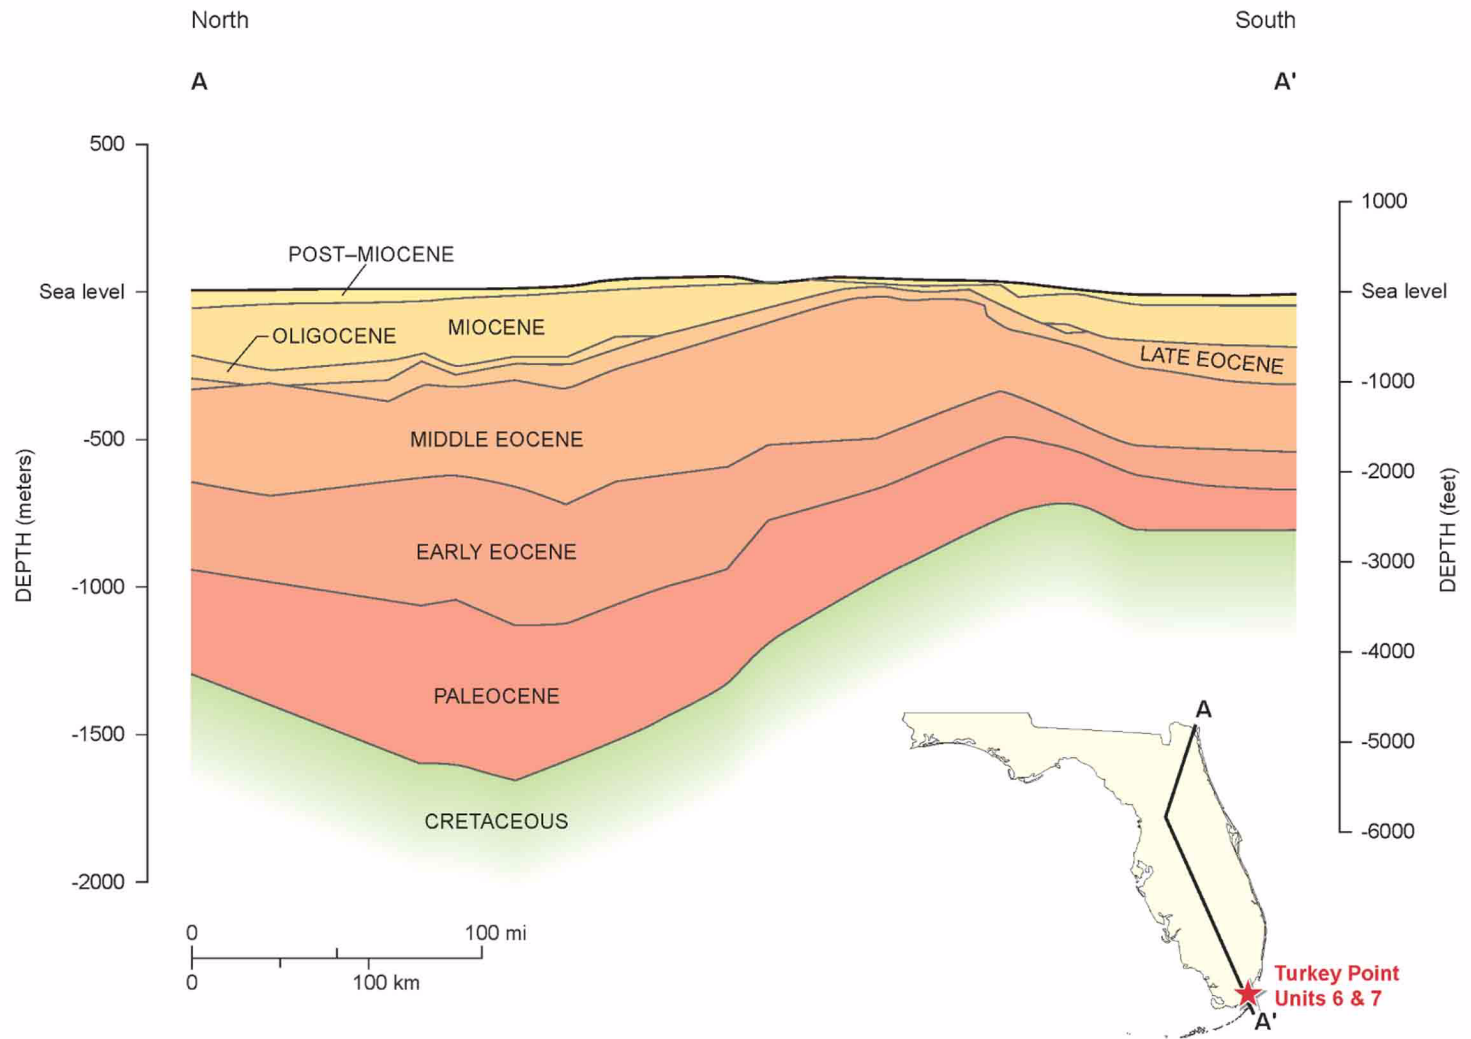 North
South
A
A'
500
1000
POST–MIOCENE
Sea level
Sea level
OLIGOCENE
MIOCENE
LATE EOCENE
-1000
-500
MIDDLE EOCENE
-2000
DEPTH (meters)
DEPTH (feet)
EARLY EOCENE
-3000
-1000
-4000
PALEOCENE
A
-1500
-5000
CRETACEOUS
-6000
-2000
0
100 mi
0
100 km
Turkey Point
Units 6 & 7
A'